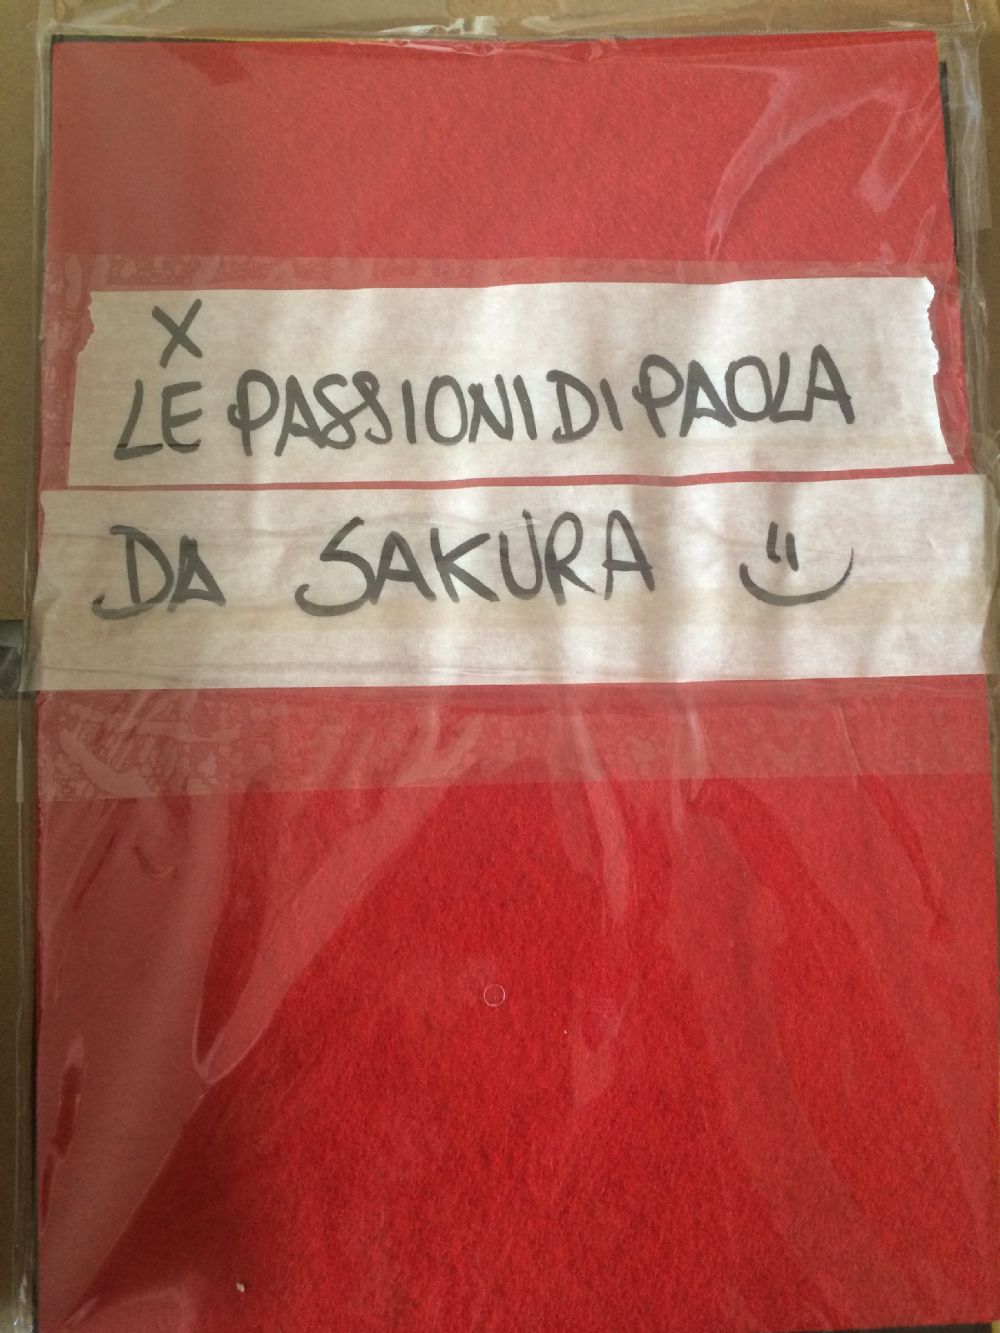 X
LE PASSIONI DI PAOLA
DA SAKURA